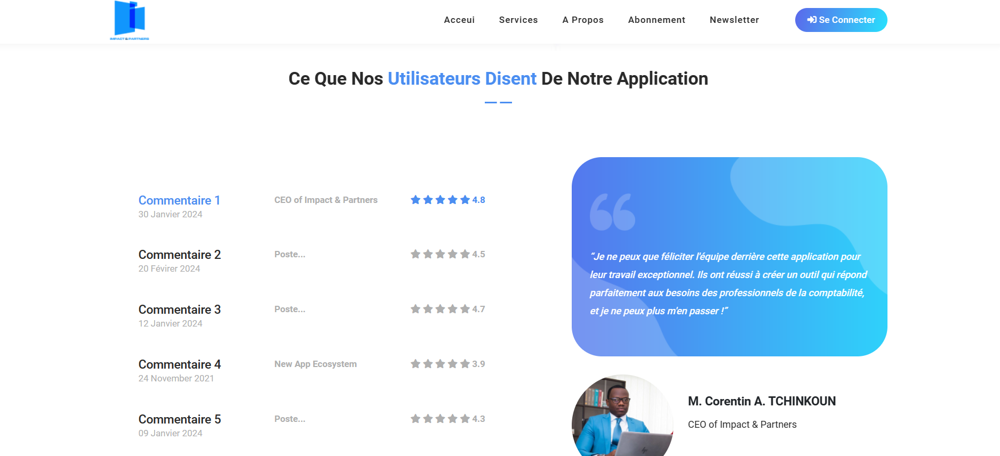 IMPACT & PARTNERS
Acceui
Services
A Propos
Abonnement
Newsletter
Se Connecter
Ce Que Nos Utilisateurs Disent De Notre Application
Commentaire 1
30 Janvier 2024
CEO of Impact & Partners
4.8
Commentaire 2
20 Févirer 2024
Poste...
4.5
Commentaire 3
12 Janvier 2024
Poste...
4.7
Commentaire 4
24 November 2021
New App Ecosystem
3.9
Commentaire 5
09 Janvier 2024
Poste...
4.3
“Je ne peux que féliciter l'équipe derrière cette application pour
leur travail exceptionnel. Ils ont réussi à créer un outil qui répond
parfaitement aux besoins des professionnels de la comptabilité,
et je ne peux plus m'en passer !”
M. Corentin A. TCHINKOUN
CEO of Impact & Partners
hp